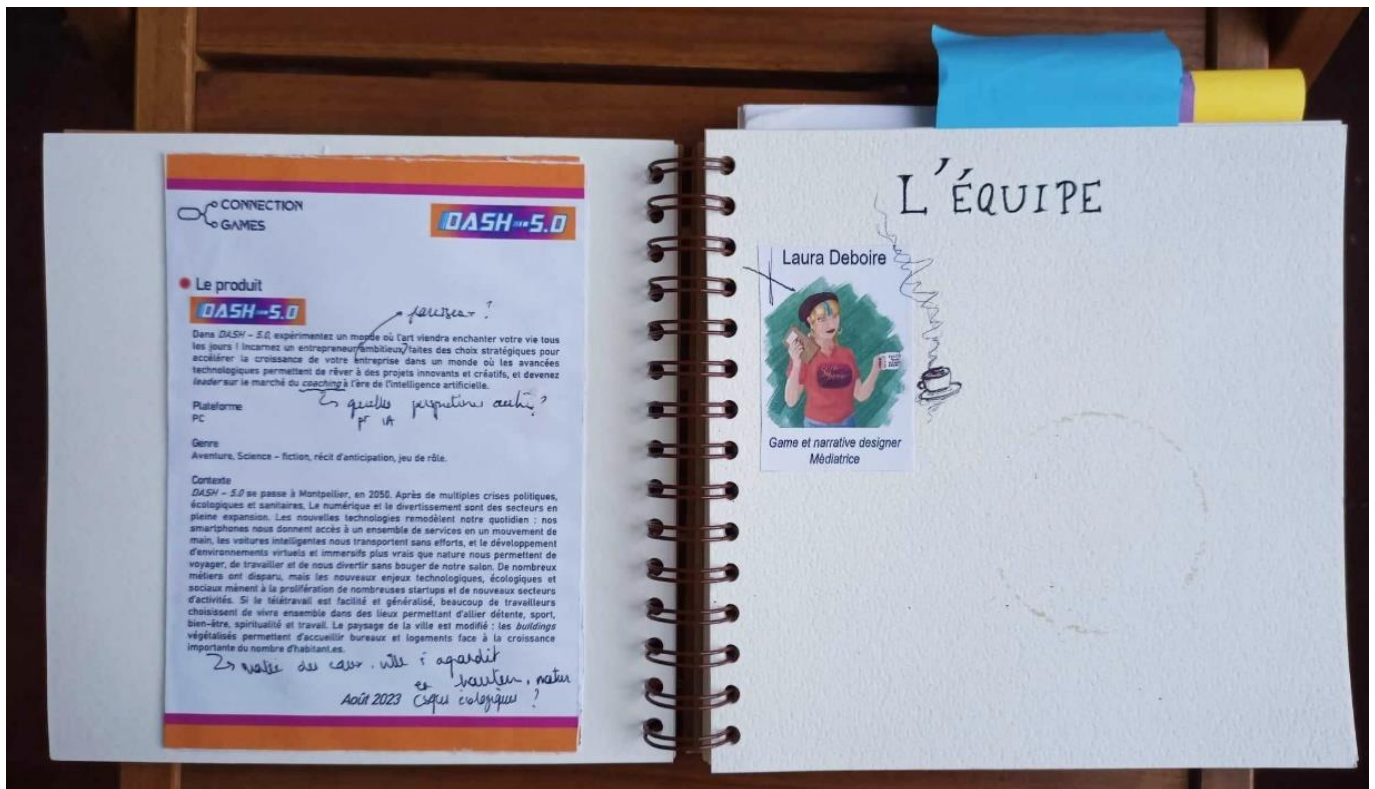 CONNECTION
GAMES
DASH 5.0
Le produit
DASH 5.0
préciser ?
Dans DASH – 5.0, expérimentez un monde où l'art viendra enchanter votre vie tous
les jours ! Incarnez un entrepreneur ambitieux, faites des choix stratégiques pour
accélérer la croissance de votre entreprise dans un monde où les avancées
technologiques permettent de rêver à des projets innovants et créatifs, et devenez
leader sur le marché du coaching à l'ère de l'intelligence artificielle.
quelles
pr IA
Plateforme
PC
Genre
Aventure, Science – fiction, récit d'anticipation, jeu de rôle.
Contexte
DASH – 5.0 se passe à Montpellier, en 2050. Après de multiples crises politiques,
écologiques et sanitaires, Le numérique et le divertissement sont des secteurs en
pleine expansion. Les nouvelles technologies remodèlent notre quotidien : nos
smartphones nous donnent accès à un ensemble de services en un mouvement de
main, les voitures intelligentes nous transportent sans efforts, et le développement
d'environnements virtuels et immersifs plus vrais que nature nous permettent de
voyager, de travailler et de nous divertir sans bouger de notre salon. De nombreux
métiers ont disparu, mais les nouveaux enjeux technologiques, écologiques et
sociaux mènent à la prolifération de nombreuses startups et de nouveaux secteurs
d'activités. Si le télétravail est facilité et généralisé, beaucoup de travailleurs
choisissent de vivre ensemble dans des lieux permettant d'allier détente, sport,
bien-être, spiritualité et travail. Le paysage de la ville est modifié : les buildings
végétalisés permettent d'accueillir bureaux et logements face à la croissance
importante du nombre d'habitant.es.
montée des eaux, ville s'agrandit
en hauteur, nature
Août 2023 écologiques ?
L'ÉQUIPE
Laura Deboire
Game et narrative designer
Médiatrice